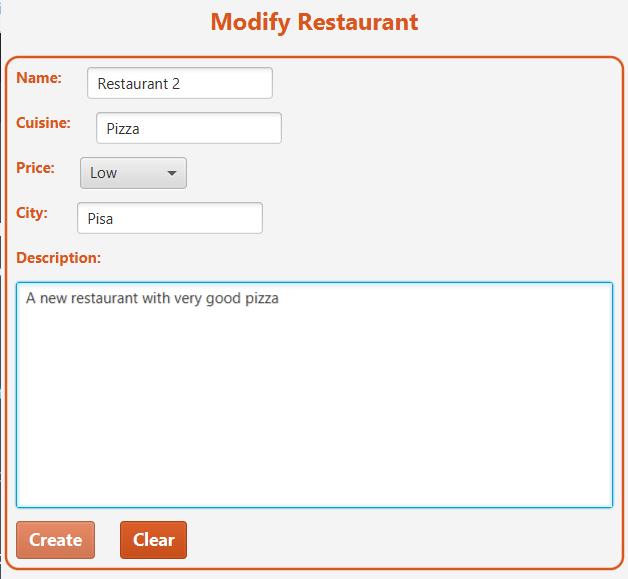 Modify Restaurant
Name: Restaurant 2
Cuisine: Pizza
Price: Low
City: Pisa
Description:
A new restaurant with very good pizza
Create Clear